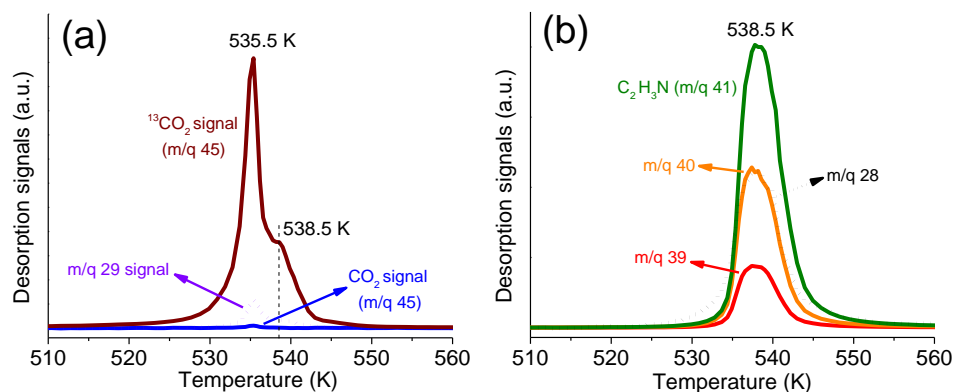 (a)
535.5 K
¹³CO₂ signal
(m/q 45)
538.5 K
m/q 29 signal
CO₂ signal
(m/q 45)
Desorption signals (a.u.)
510 520 530 540 550 560
Temperature (K)
(b)
538.5 K
C₂H₃N (m/q 41)
m/q 40
m/q 28
m/q 39
Desorption signals (a.u.)
510 520 530 540 550 560
Temperature (K)